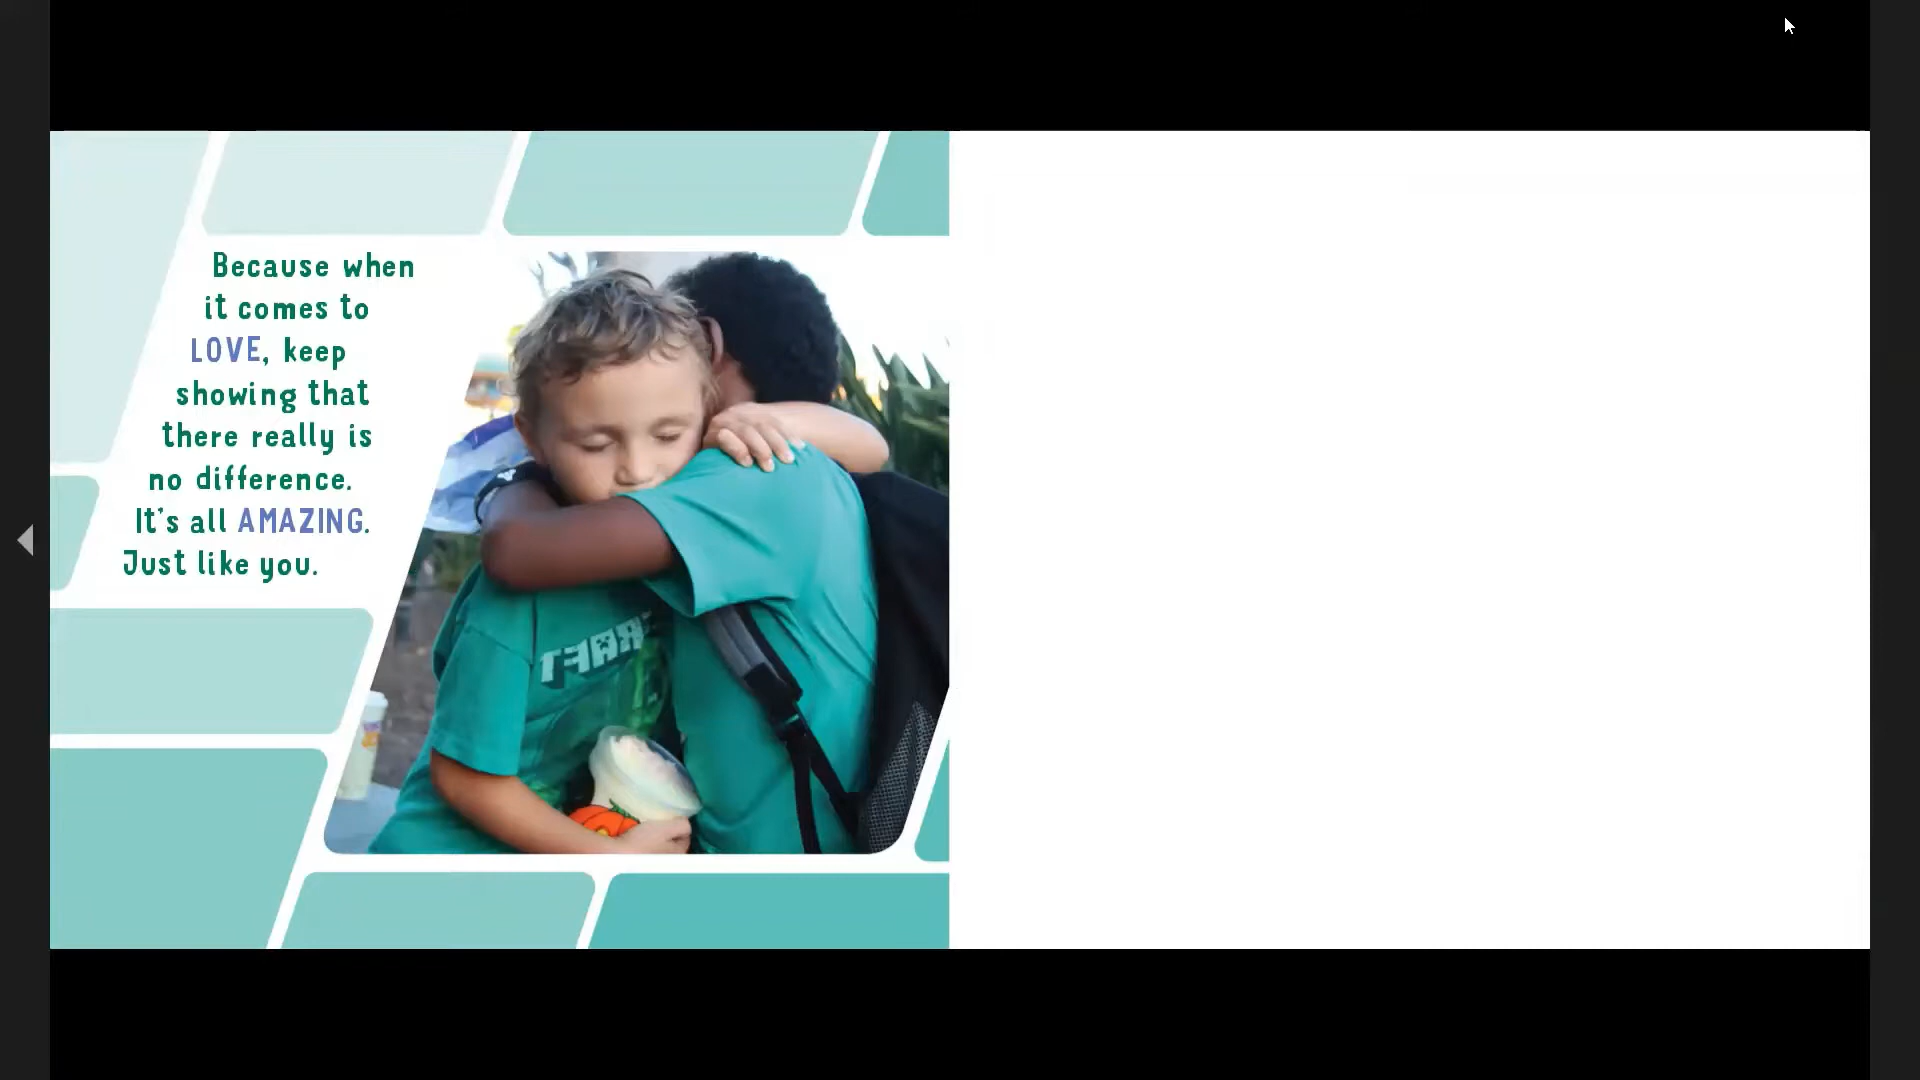 Because when
it comes to
LOVE, keep
showing that
there really is
no difference.
It's all AMAZING.
Just like you.